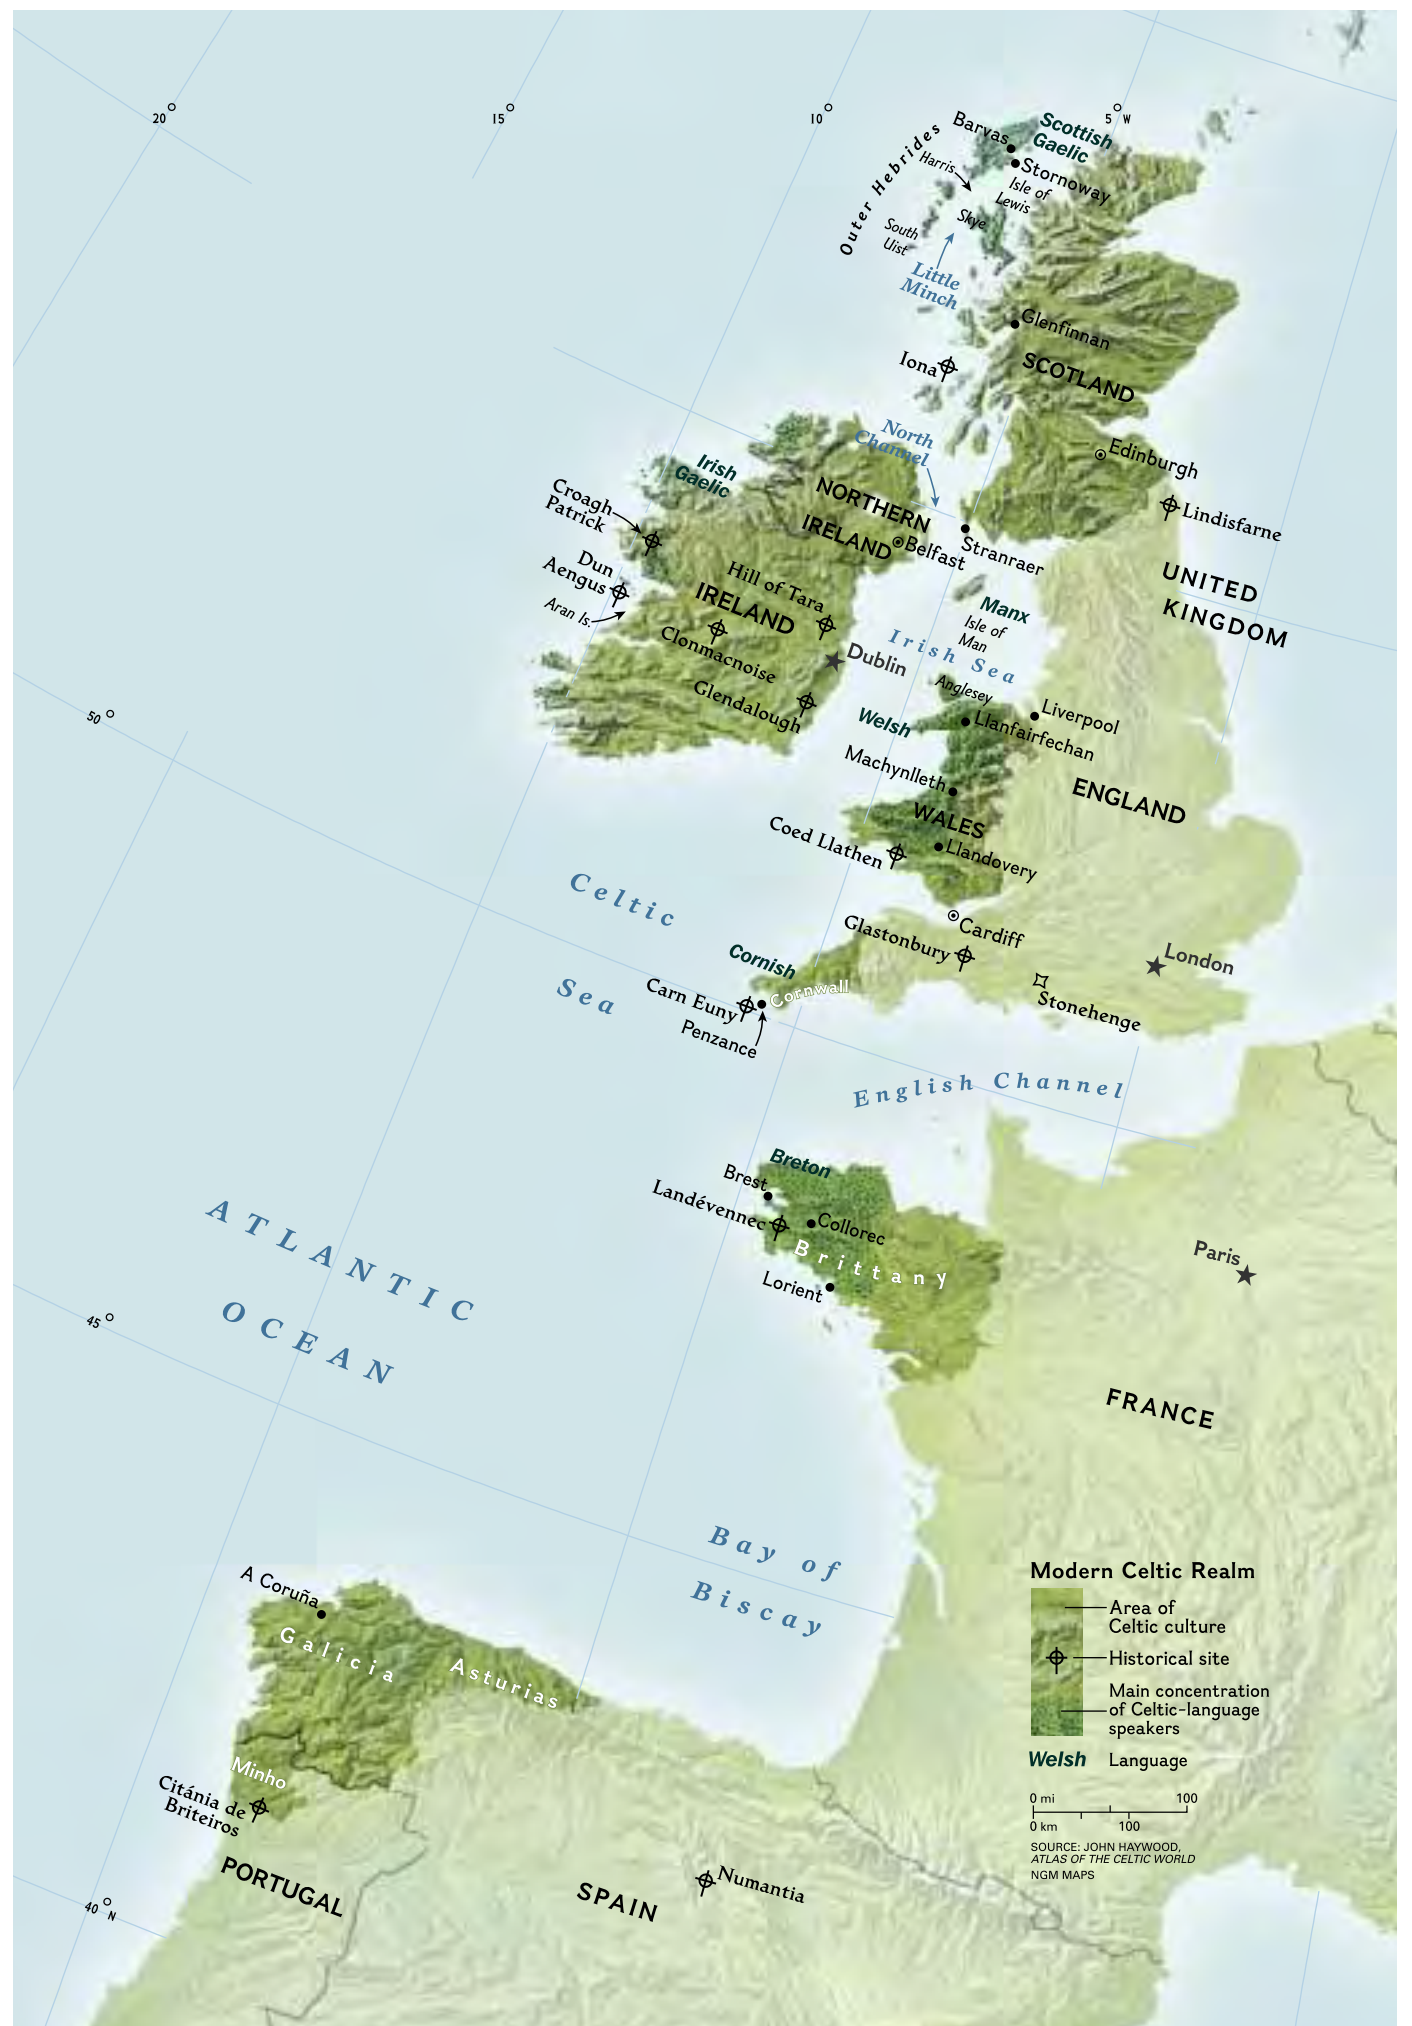 20°
15°
10°
5° W
Barvas
Scottish
Gaelic
Outer Hebrides
Harris
Stornoway
Isle of
Lewis
Skye
South
Uist
Little
Minch
Glenfinnan
Iona
SCOTLAND
North
Channel
Edinburgh
Irish
Gaelic
Lindisfarne
Croagh
Patrick
NORTHERN
IRELAND
Belfast
Stranraer
Dun
Aengus
Hill of Tara
UNITED
KINGDOM
Aran Is.
IRELAND
Manx
Isle of
Man
Clonmacnoise
Irish Sea
Dublin
Glendalough
Anglesey
50°
Welsh
Liverpool
Llanfairfechan
Machynlleth
ENGLAND
WALES
Coed Llathen
Llandovery
Celtic
Sea
Cardiff
Glastonbury
Cornish
London
Carn Euny
Cornwall
Stonehenge
Penzance
English Channel
Breton
Brest
Landévennec
Collorec
Brittany
Lorient
Paris
ATLANTIC
OCEAN
45°
FRANCE
Bay of
Biscay
A Coruña
Galicia
Asturias
Minho
Citánia de
Briteiros
PORTUGAL
SPAIN
Numantia
40° N
Modern Celtic Realm
Area of
Celtic culture
Historical site
Main concentration
of Celtic-language
speakers
Welsh Language
0 mi 100
0 km 100
SOURCE: JOHN HAYWOOD,
ATLAS OF THE CELTIC WORLD
NGM MAPS